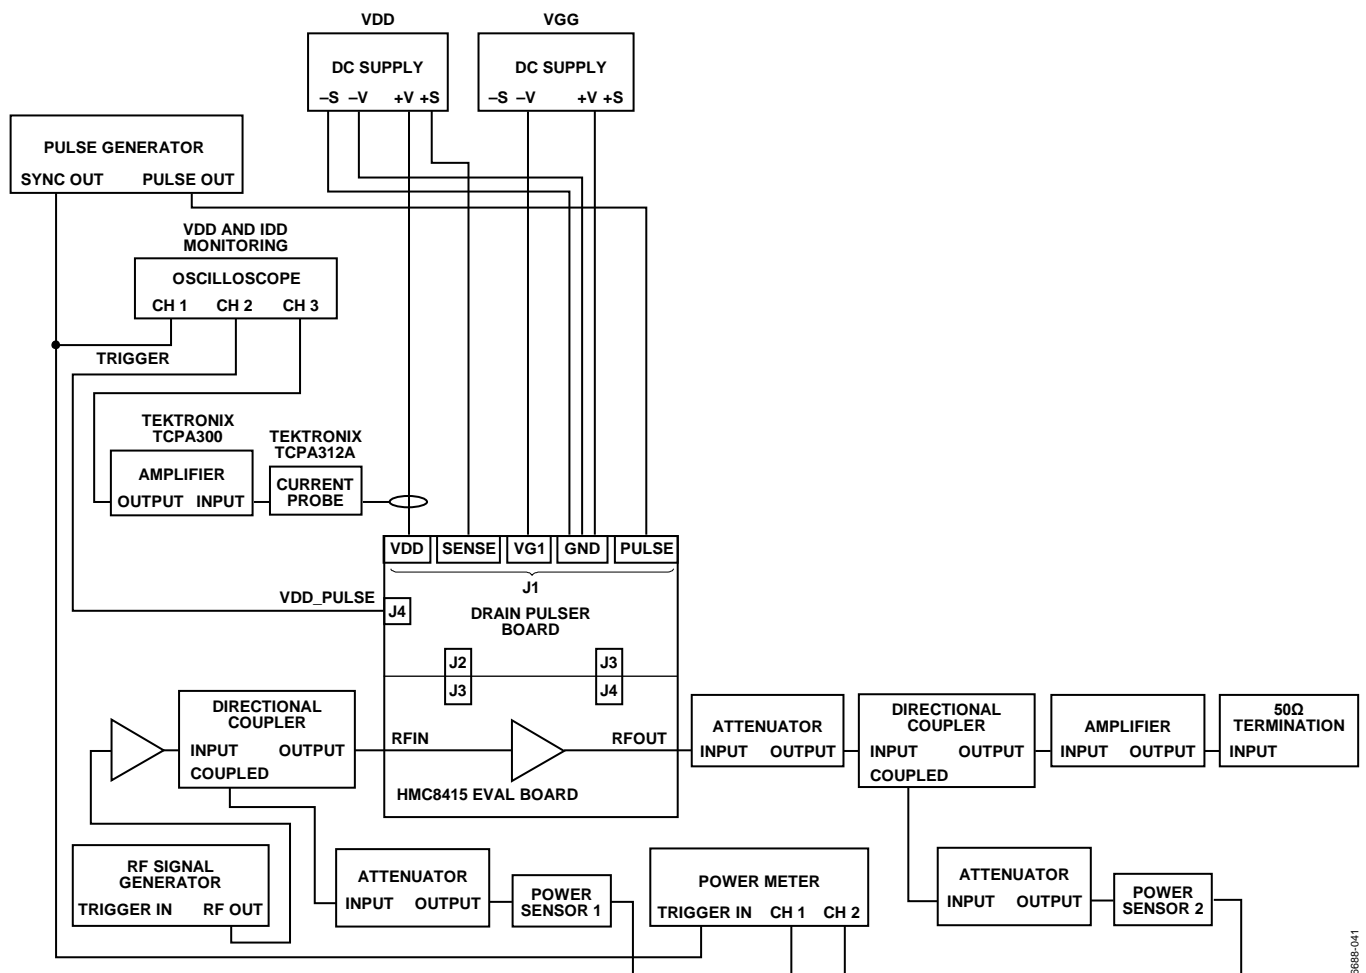 VDD
VGG
DC SUPPLY
–S –V +V +S
DC SUPPLY
–S –V +V +S
PULSE GENERATOR
SYNC OUT PULSE OUT
VDD AND IDD
MONITORING
OSCILLOSCOPE
CH 1 CH 2 CH 3
TRIGGER
TEKTRONIX
TCPA300
AMPLIFIER
OUTPUT INPUT
TEKTRONIX
TCPA312A
CURRENT
PROBE
VDD SENSE VG1 GND PULSE
J1
VDD_PULSE
J4
DRAIN PULSER
BOARD
J2 J3
J3 J4
DIRECTIONAL
COUPLER
INPUT OUTPUT
COUPLED
RFIN RFOUT
HMC8415 EVAL BOARD
ATTENUATOR
INPUT OUTPUT
DIRECTIONAL
COUPLER
INPUT OUTPUT
COUPLED
AMPLIFIER
INPUT OUTPUT
50Ω
TERMINATION
INPUT
RF SIGNAL
GENERATOR
TRIGGER IN RF OUT
ATTENUATOR
INPUT OUTPUT
POWER
SENSOR 1
POWER METER
TRIGGER IN CH 1 CH 2
ATTENUATOR
INPUT OUTPUT
POWER
SENSOR 2